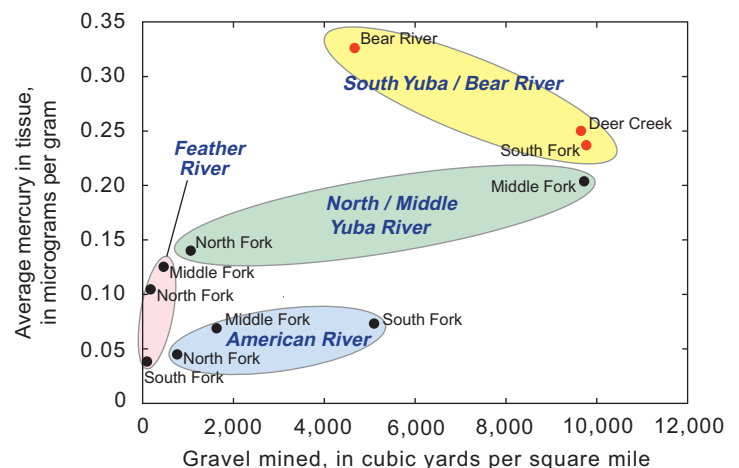 0.35
0.30
0.25
0.20
0.15
0.10
0.05
0
Average mercury in tissue,
in micrograms per gram
Bear River
South Yuba / Bear River
Deer Creek
South Fork
Feather
River
Middle Fork
North / Middle
Yuba River
North Fork
Middle Fork
North Fork
Middle Fork
South Fork
American River
North Fork
South Fork
0
2,000
4,000
6,000
8,000
10,000
12,000
Gravel mined, in cubic yards per square mile